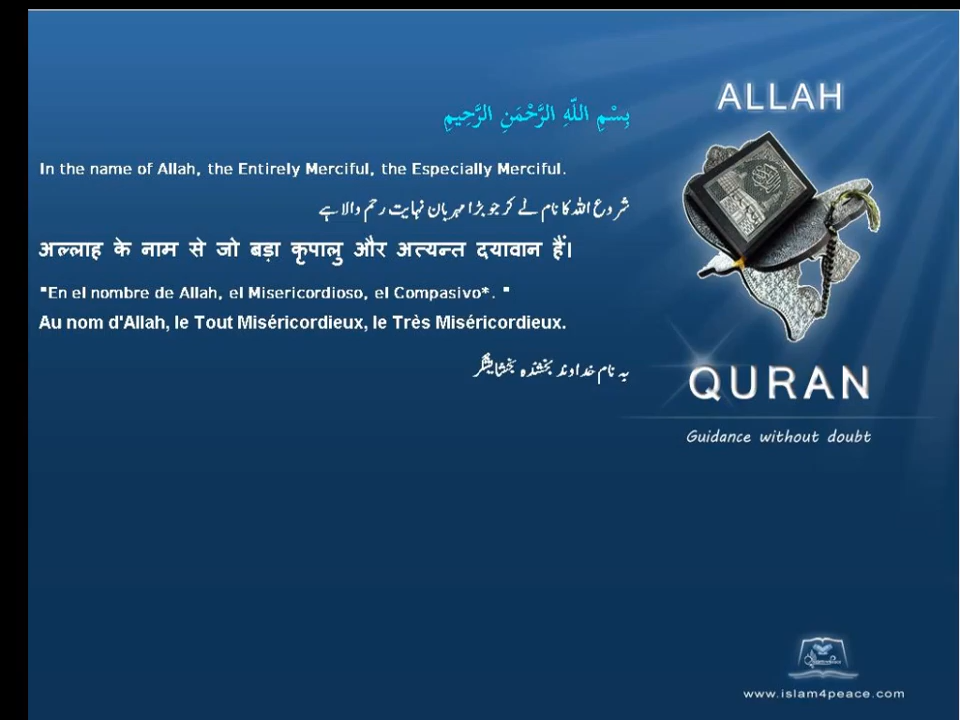 بِسْمِ اللَّهِ الرَّحْمَنِ الرَّحِيمِ
In the name of Allah, the Entirely Merciful, the Especially Merciful.
شروع الله کا نام لے کر جو بڑا مہربان نہایت رحم والا ہے
अल्लाह के नाम से जो बड़ा कृपालु और अत्यन्त दयावान हैं।
"En el nombre de Allah, el Misericordioso, el Compasivo*. "
Au nom d'Allah, le Tout Miséricordieux, le Très Miséricordieux.
به نام خداوند بخشنده بخشایشگر
ALLAH
QURAN
Guidance without doubt
www.islam4peace.com